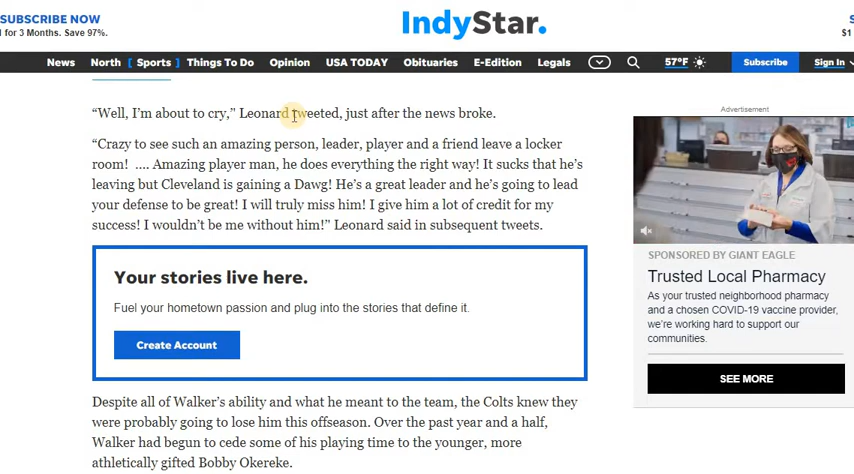 SUBSCRIBE NOW
for 3 Months. Save 97%.
IndyStar.
$1
News North Sports Things To Do Opinion USA TODAY Obituaries E-Edition Legals 57°F Subscribe Sign In
“Well, I’m about to cry,” Leonard tweeted, just after the news broke.
“Crazy to see such an amazing person, leader, player and a friend leave a locker
room! .... Amazing player man, he does everything the right way! It sucks that he’s
leaving but Cleveland is gaining a Dawg! He’s a great leader and he’s going to lead
your defense to be great! I will truly miss him! I give him a lot of credit for my
success! I wouldn’t be me without him!” Leonard said in subsequent tweets.
Your stories live here.
Fuel your hometown passion and plug into the stories that define it.
Create Account
Despite all of Walker’s ability and what he meant to the team, the Colts knew they
were probably going to lose him this offseason. Over the past year and a half,
Walker had begun to cede some of his playing time to the younger, more
athletically gifted Bobby Okereke.
Advertisement
SPONSORED BY GIANT EAGLE
Trusted Local Pharmacy
As your trusted neighborhood pharmacy
and a chosen COVID-19 vaccine provider,
we’re working hard to support our
communities.
SEE MORE